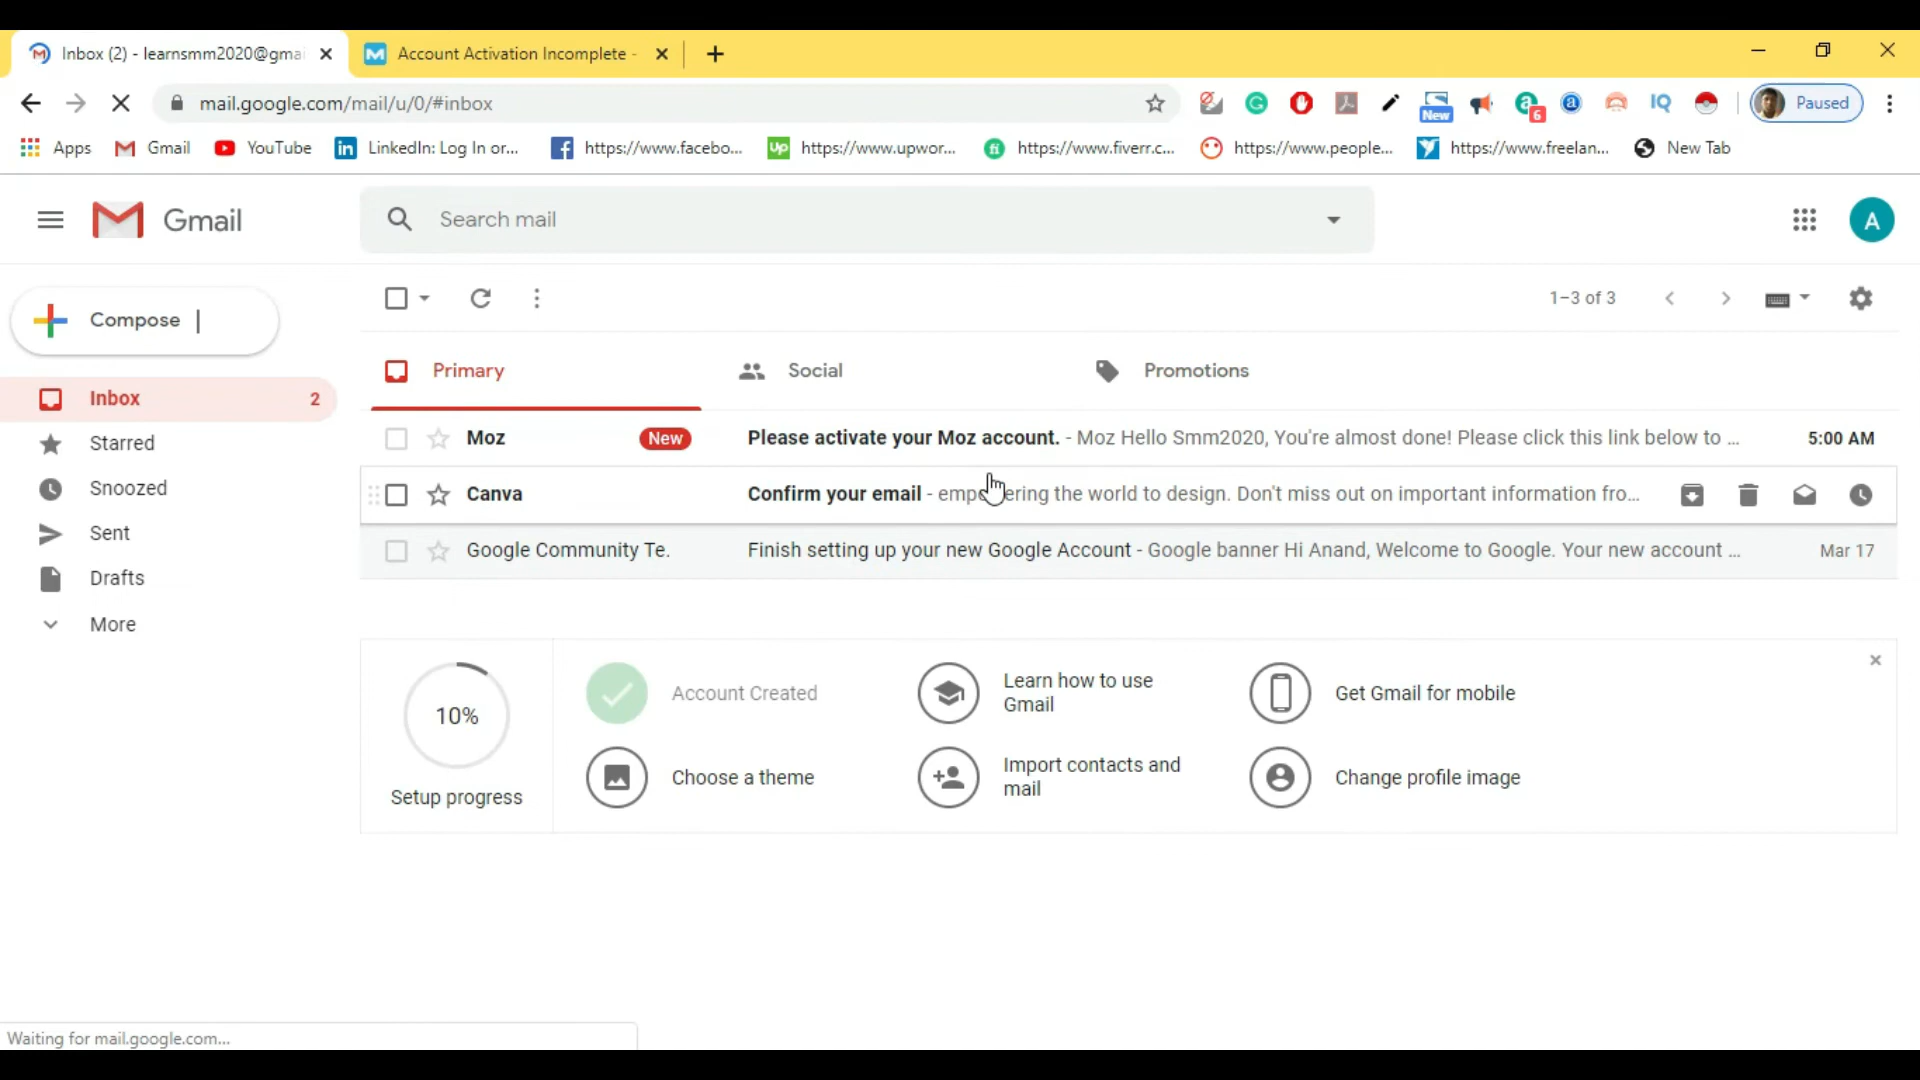 Inbox (2) - learnsmm2020@gmai
Account Activation Incomplete -
mail.google.com/mail/u/0/#inbox
New
6
IQ
Paused
Apps
Gmail
YouTube
LinkedIn: Log In or...
https://www.facebo...
https://www.upwor...
https://www.fiverr.c...
https://www.people...
https://www.freelan...
New Tab
Gmail
Search mail
A
Compose
1–3 of 3
Primary
Social
Promotions
Inbox 2
Starred
Snoozed
Sent
Drafts
More
Moz New Please activate your Moz account. - Moz Hello Smm2020, You're almost done! Please click this link below to ... 5:00 AM
Canva Confirm your email - empowering the world to design. Don't miss out on important information fro...
Google Community Te. Finish setting up your new Google Account - Google banner Hi Anand, Welcome to Google. Your new account ... Mar 17
10%
Setup progress
Account Created
Learn how to use
Gmail
Get Gmail for mobile
Choose a theme
Import contacts and
mail
Change profile image
Waiting for mail.google.com...